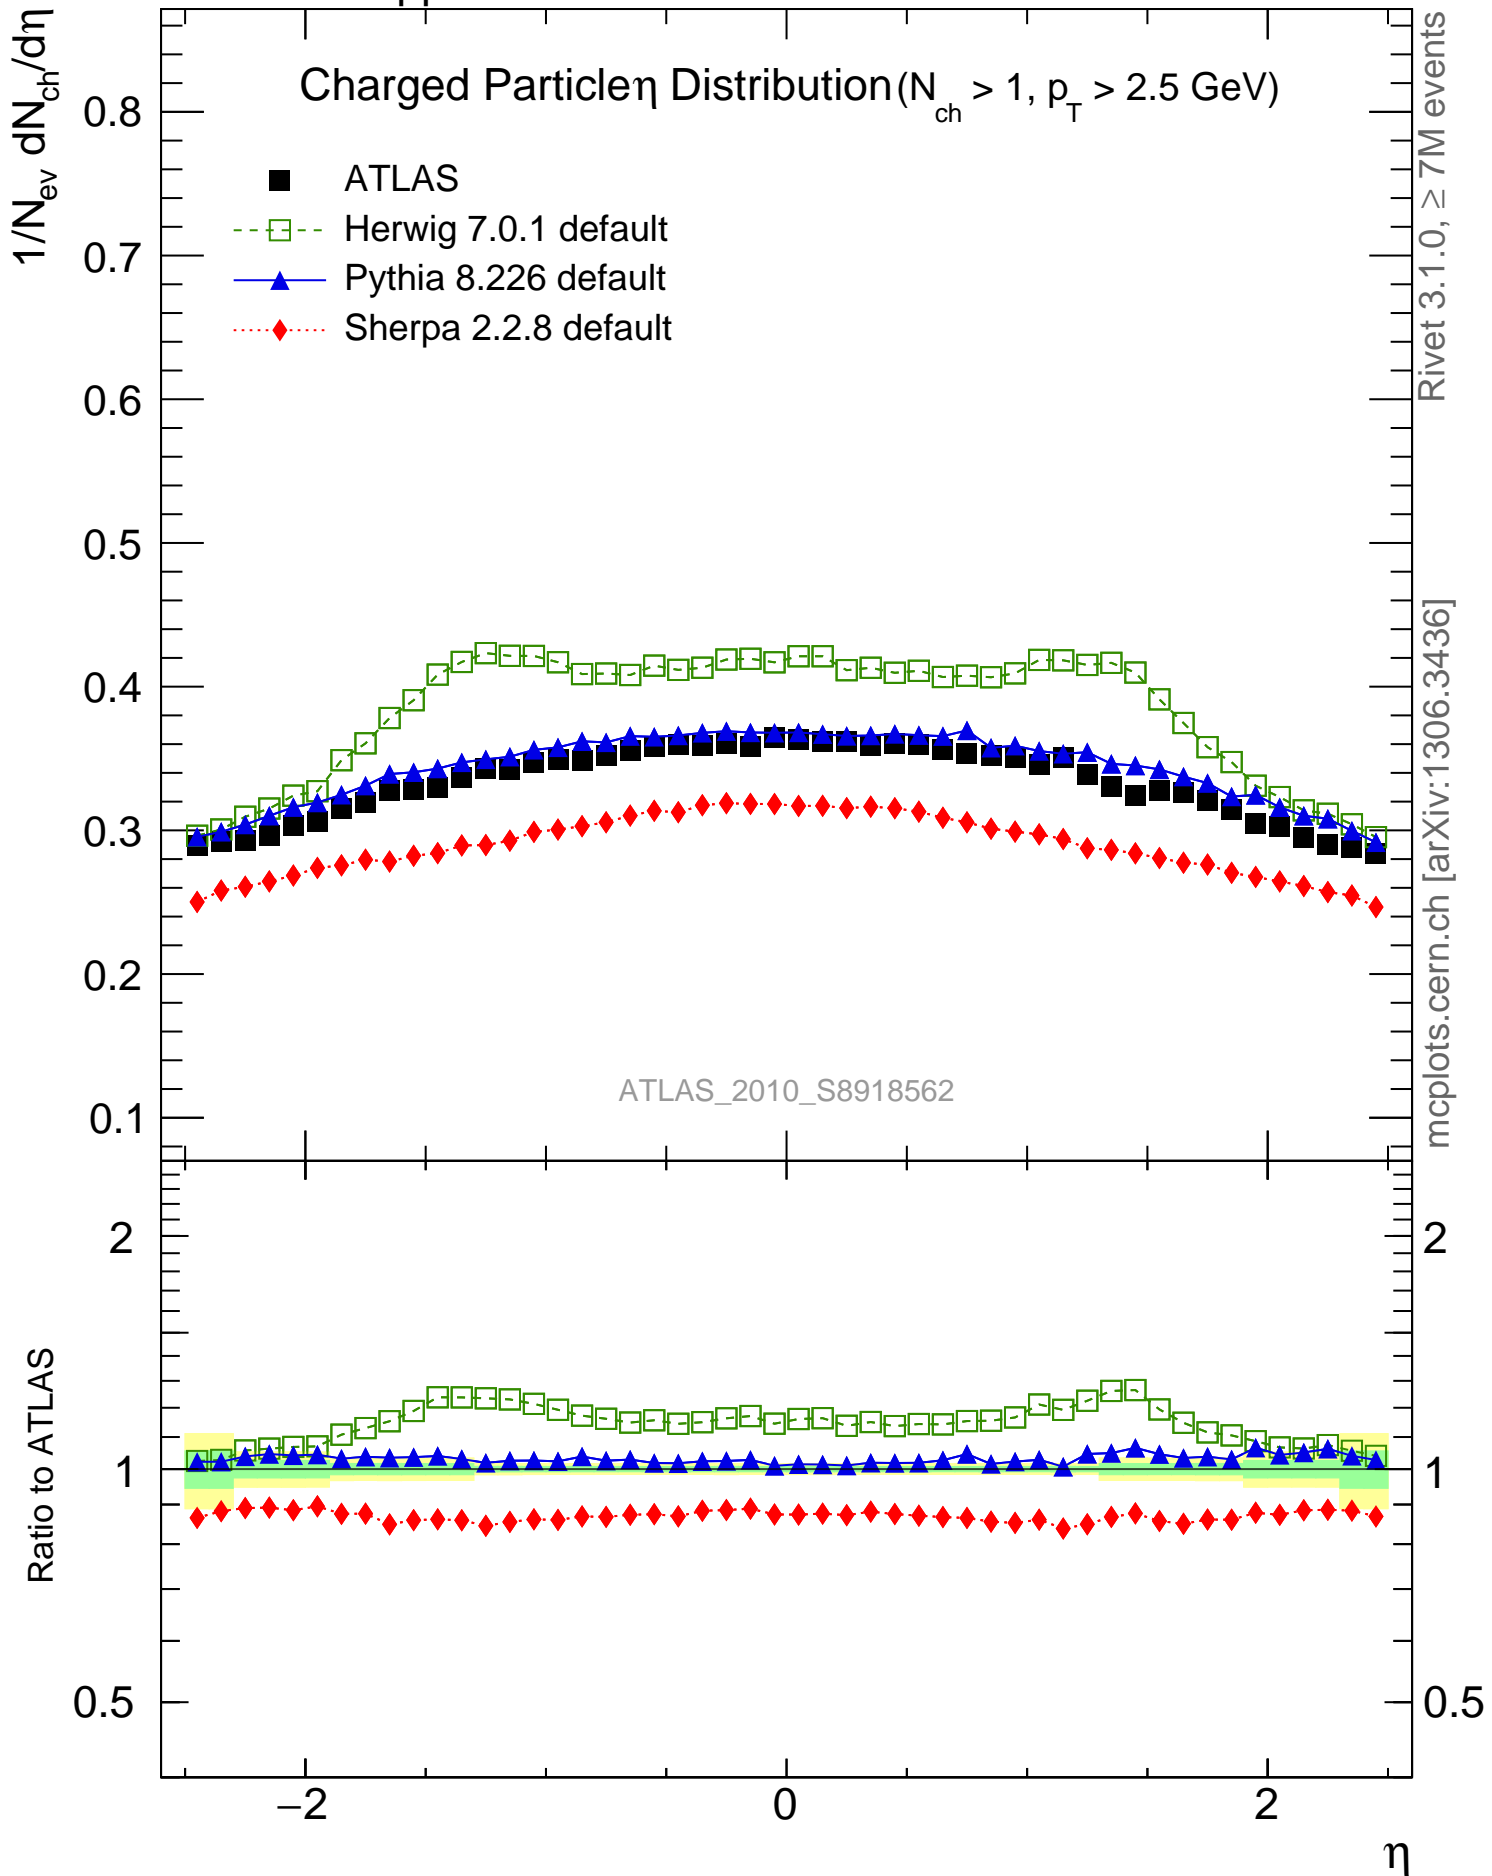 Charged Particle η Distribution (N_ch > 1, p_T > 2.5 GeV)
1/N_ev dN_ch/dη
ATLAS
Herwig 7.0.1 default
Pythia 8.226 default
Sherpa 2.2.8 default
0.8
0.7
0.6
0.5
0.4
0.3
0.2
0.1
ATLAS_2010_S8918562
Rivet 3.1.0, ≥ 7M events
mcplots.cern.ch [arXiv:1306.3436]
Ratio to ATLAS
2
1
0.5
2
1
0.5
−2
0
2
η